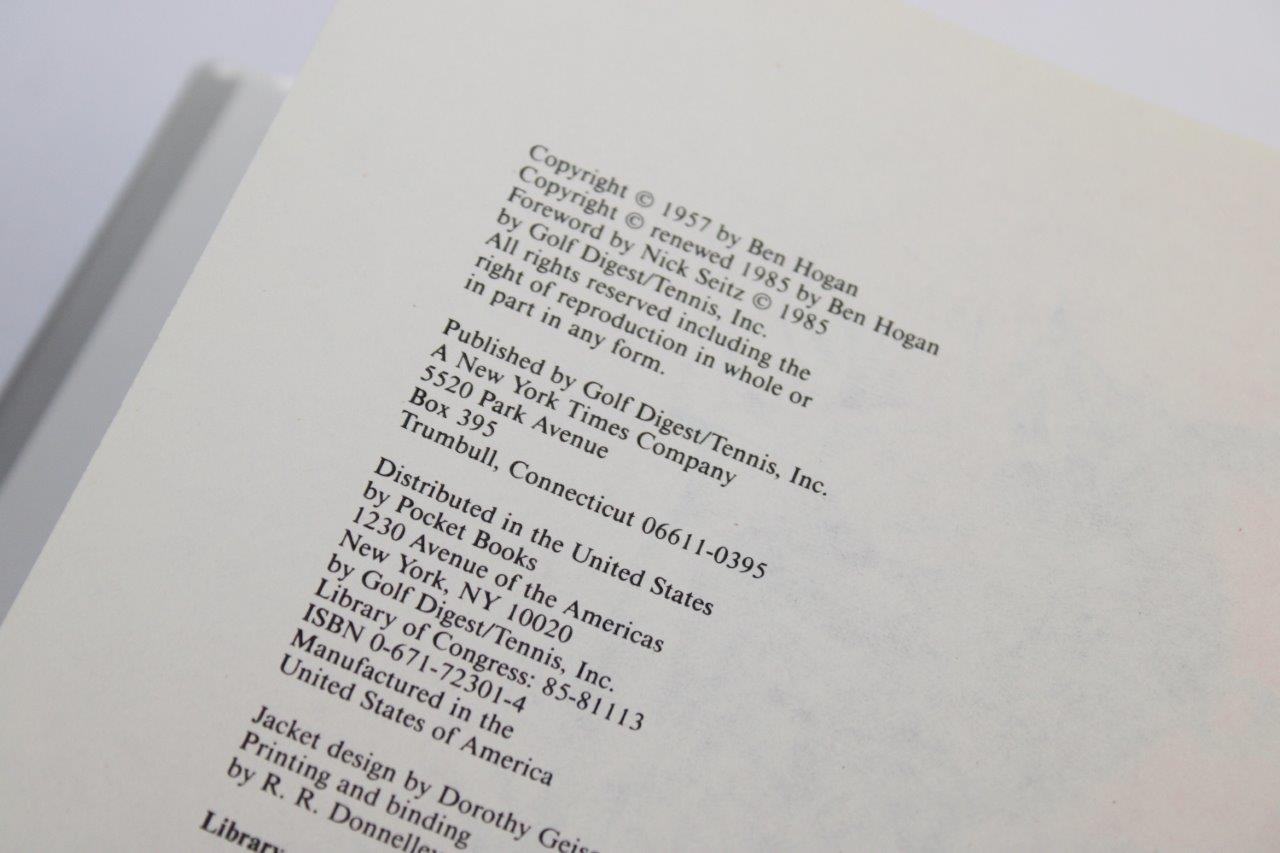 Copyright © 1957 by Ben Hogan
Copyright © renewed 1985 by Ben Hogan
Foreword by Nick Seitz © 1985
by Golf Digest/Tennis, Inc.
All rights reserved including the
right of reproduction in whole or
in part in any form.
Published by Golf Digest/Tennis, Inc.
A New York Times Company
5520 Park Avenue
Box 395
Trumbull, Connecticut 06611-0395
Distributed in the United States
by Pocket Books
1230 Avenue of the Americas
New York, NY 10020
by Golf Digest/Tennis, Inc.
Library of Congress: 85-81113
ISBN 0-671-72301-4
Manufactured in the
United States of America
Jacket design by Dorothy
Printing and binding
by R. R. Donnelley
Library